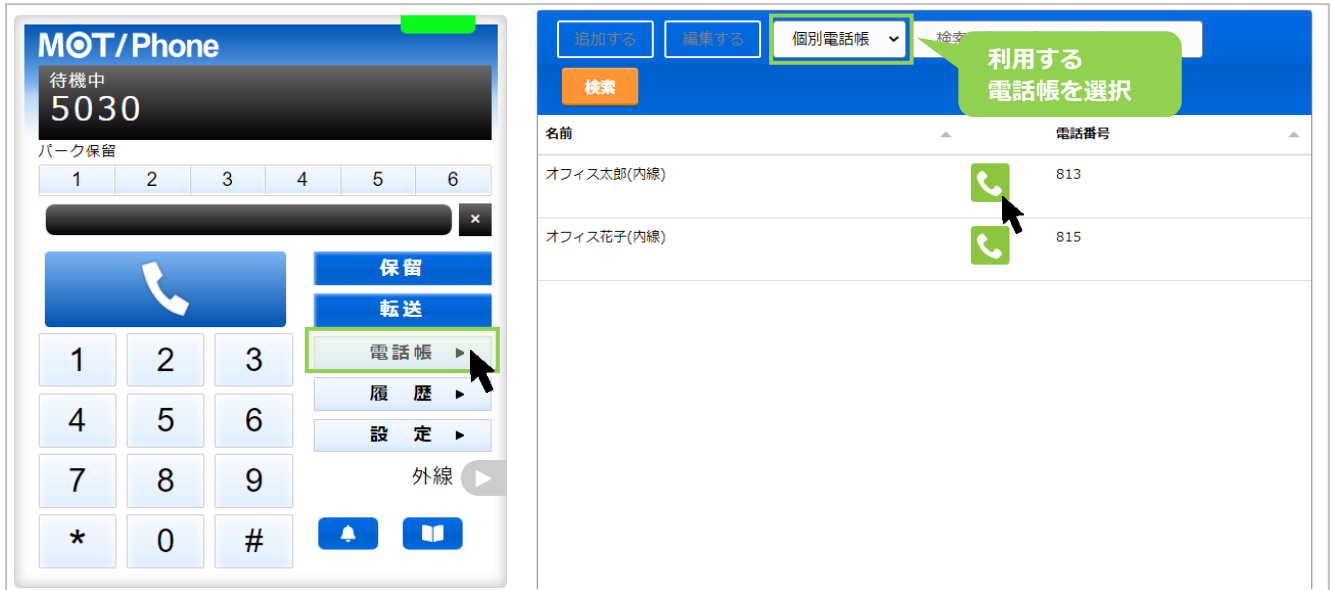 MOT/Phone
待機中
5030
パーク保留
1 2 3 4 5 6
×
保留
転送
電話帳 ▶
履 歴 ▶
設 定 ▶
外線
1 2 3
4 5 6
7 8 9
* 0 #
追加する 編集する 個別電話帳
検索
利用する
電話帳を選択
名前 電話番号
オフィス太郎(内線) 813
オフィス花子(内線) 815